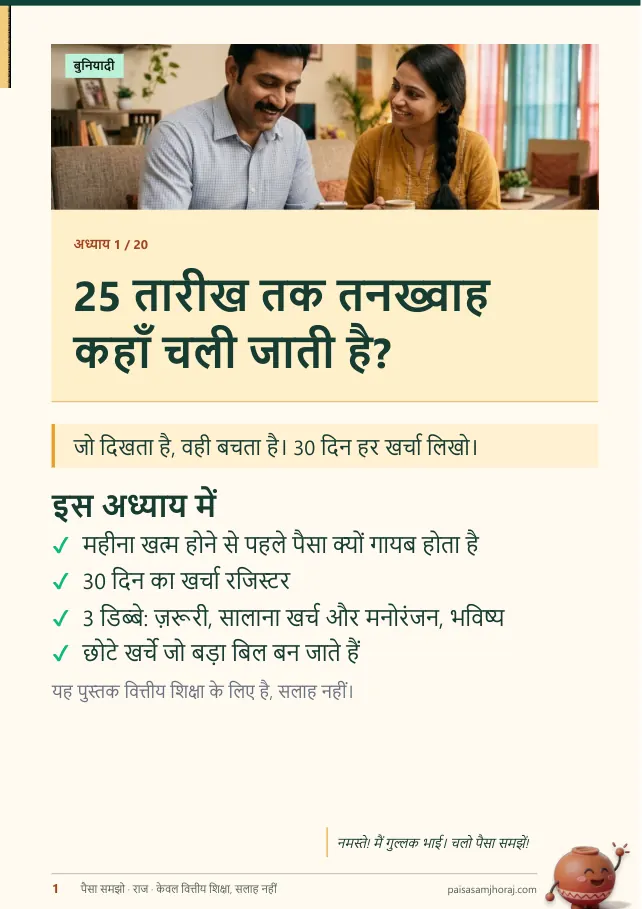 बुनियादी
अध्याय 1 / 20
25 तारीख तक तनख्वाह
कहाँ चली जाती है?
जो दिखता है, वही बचता है। 30 दिन हर खर्चा लिखो।
इस अध्याय में
✓ महीना खत्म होने से पहले पैसा क्यों गायब होता है
✓ 30 दिन का खर्चा रजिस्टर
✓ 3 डिब्बे: ज़रूरी, सालाना खर्च और मनोरंजन, भविष्य
✓ छोटे खर्चे जो बड़ा बिल बन जाते हैं
यह पुस्तक वित्तीय शिक्षा के लिए है, सलाह नहीं।
नमस्ते! मैं गुल्लक भाई। चलो पैसा समझें!
1 पैसा समझो · राज · केवल वित्तीय शिक्षा, सलाह नहीं paisasamjhoraj.com